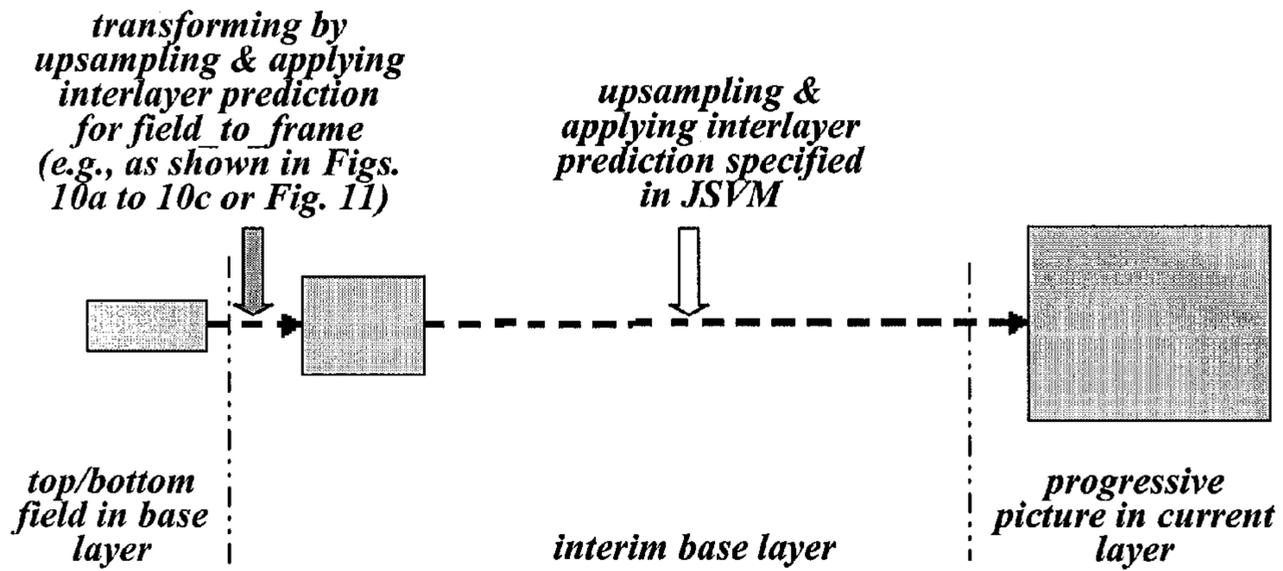 transforming by
upsampling & applying
interlayer prediction
for field_to_frame
(e.g., as shown in Figs.
10a to 10c or Fig. 11)
upsampling &
applying interlayer
prediction specified
in JSVM
top/bottom
field in base
layer
interim base layer
progressive
picture in current
layer